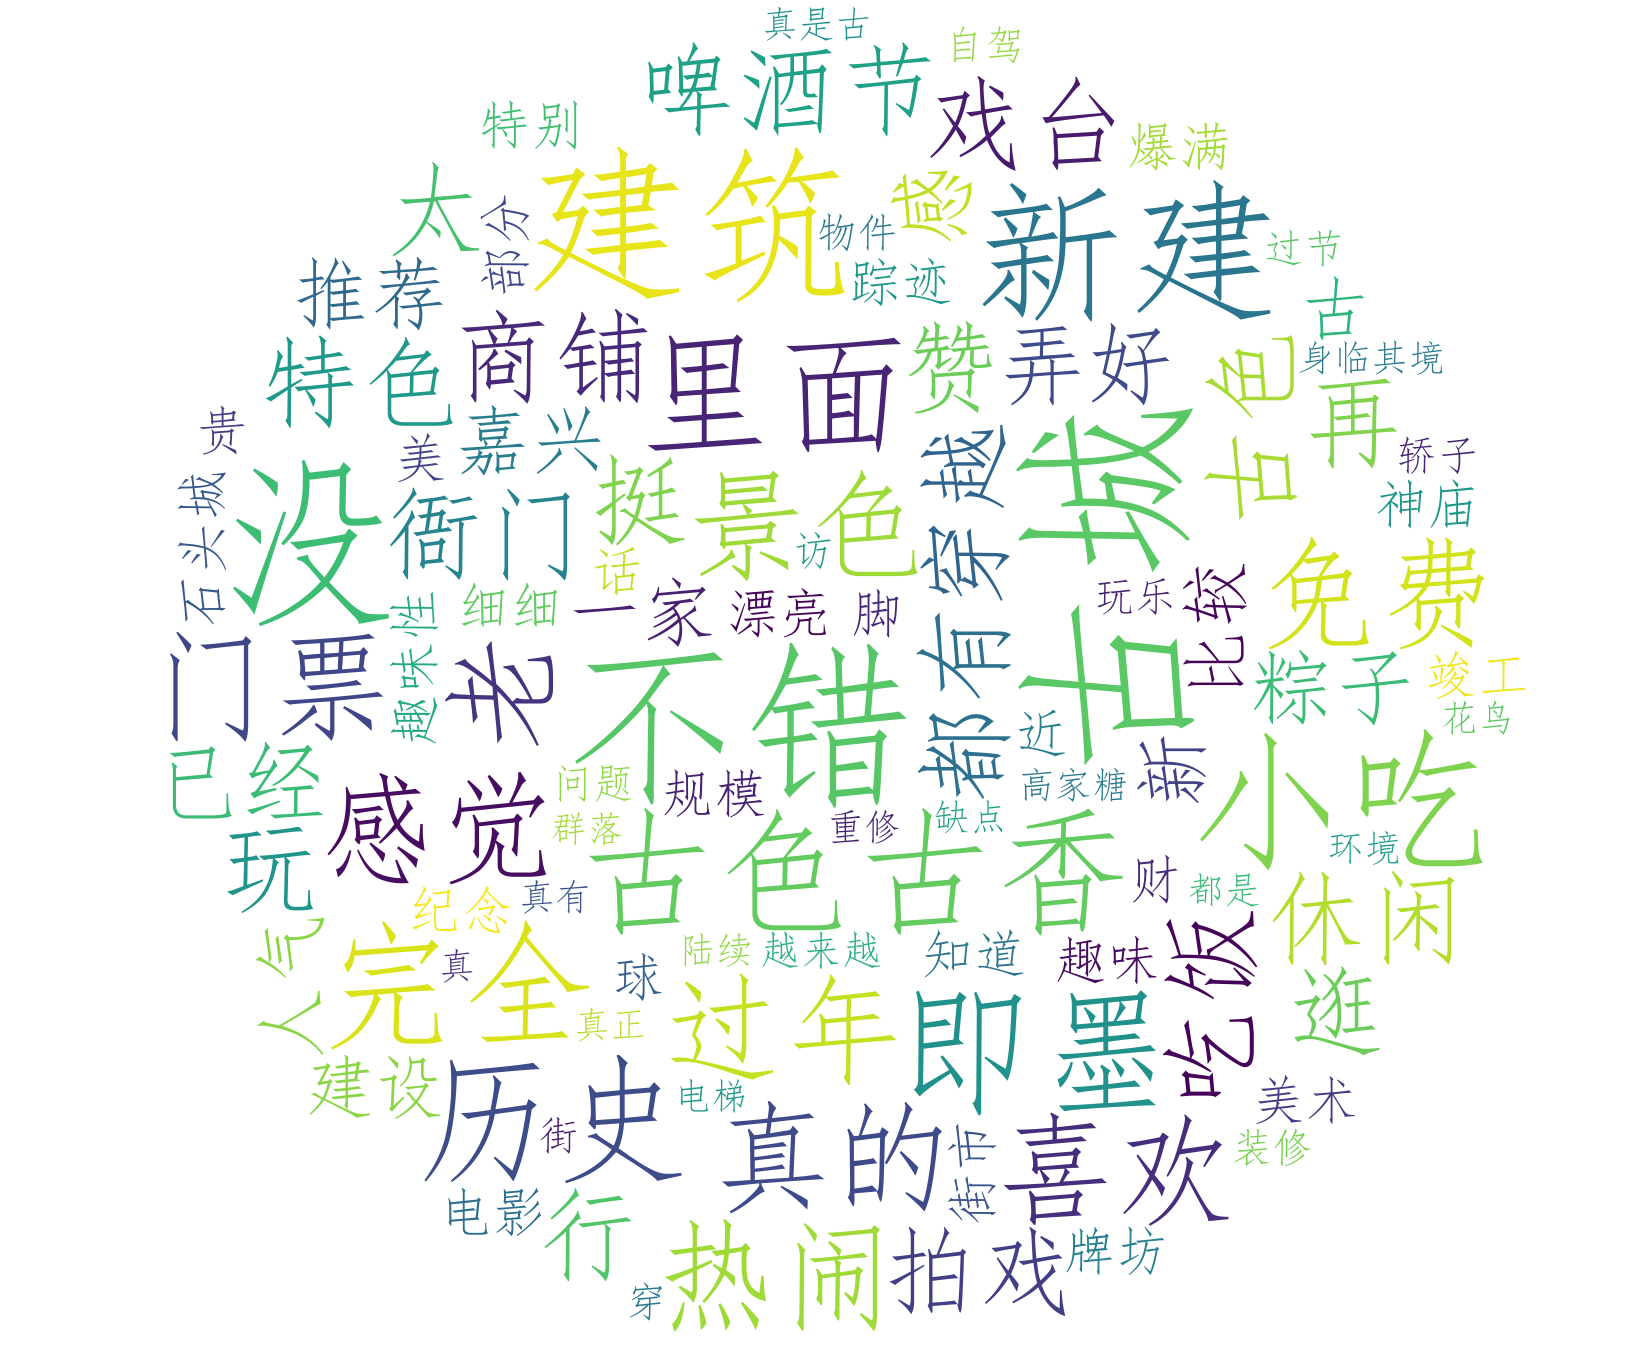 真是古
自驾
啤酒节
戏台
特别
爆满
建筑
太
部分
感
新建
物件
过节
推荐
踪迹
古
商铺
里面
赞
弄好
特色
古色
身临其境
再
贵
美
嘉兴
轿子
石头城
没
衙门
挺
景色
都有穿越
古城
神庙
访
免费
话
细细
趣味性
一家
漂亮
脚
玩乐
比较
门票
老
不错
粽子
竣工
近
花鸟
新
已经
感觉
问题
规模
高家糖
小吃
群落
重修
缺点
环境
玩
古色古香
财
都是
纪念
真有
休闲
人气
完全
真
球
陆续
越来越
知道
趣味
吃饭
真正
过年
即墨
逛
建设
历史
街
电梯
真的
街市
喜欢
美术
装修
电影
行
热闹
拍戏
牌坊
穿